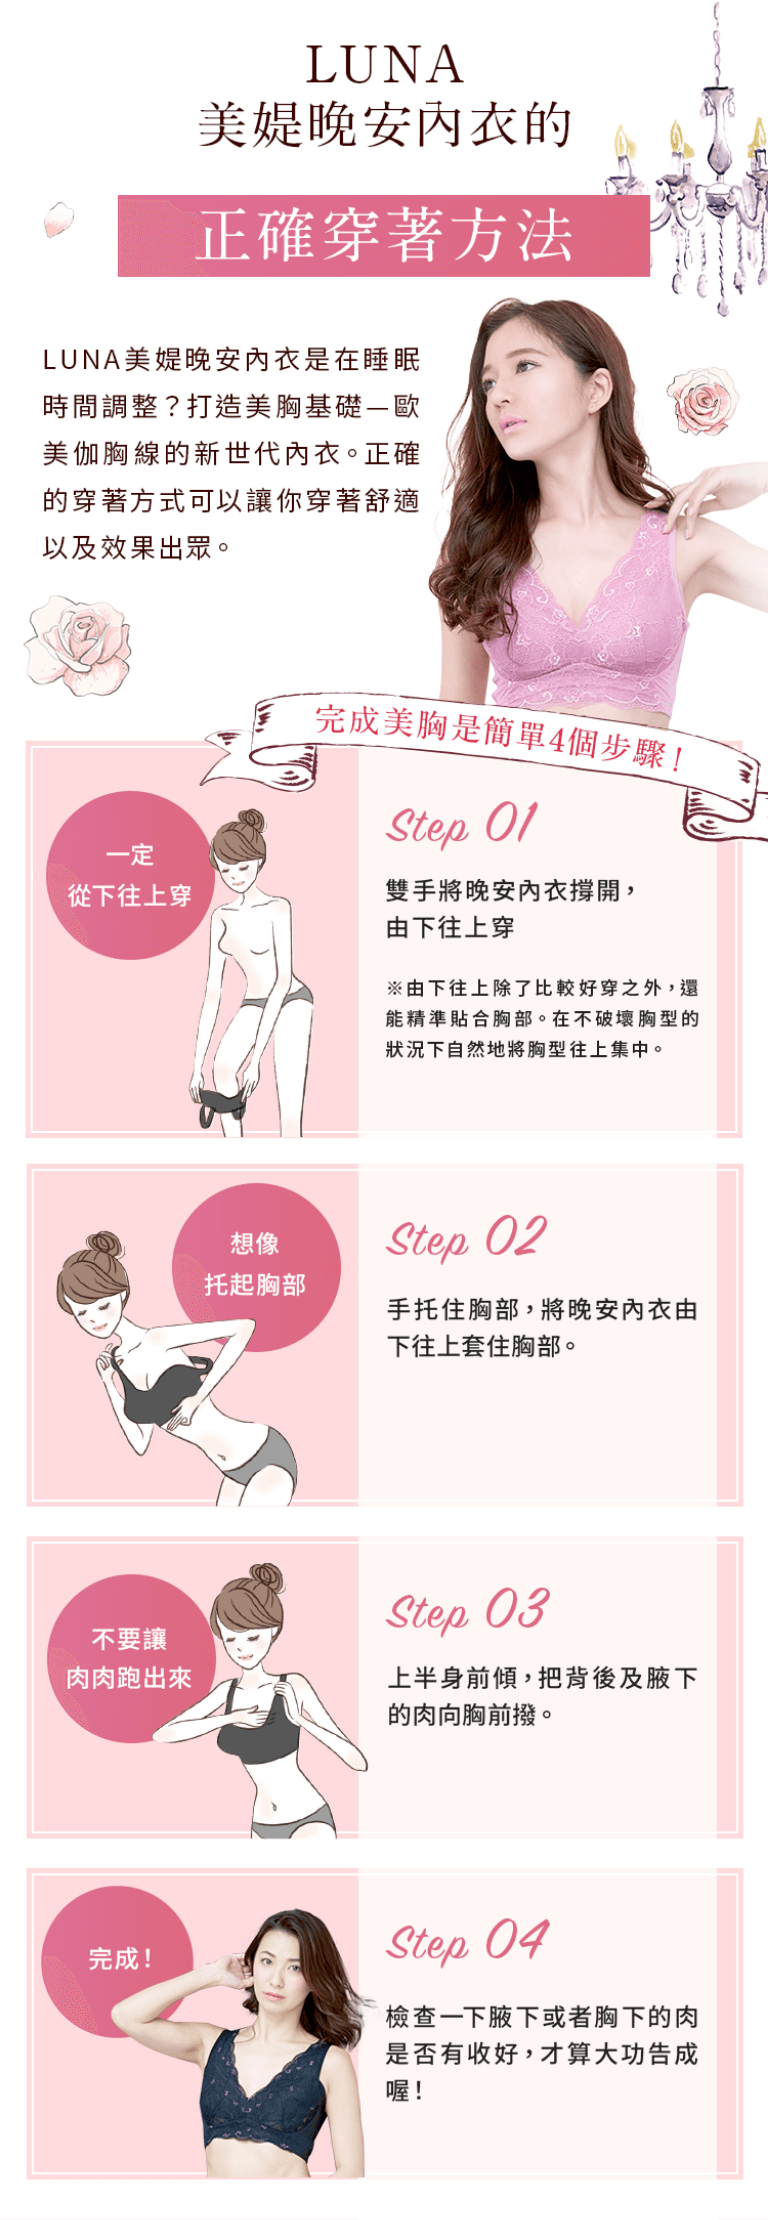 LUNA
美媞晚安內衣的
正確穿著方法
LUNA美媞晚安內衣是在睡眠
時間調整？打造美胸基礎—歐
美伽胸線的新世代內衣。正確
的穿著方式可以讓你穿著舒適
以及效果出眾。
完成美胸是簡單4個步驟！
一定
從下往上穿
Step 01
雙手將晚安內衣撐開，
由下往上穿
※由下往上除了比較好穿之外，還
能精準貼合胸部。在不破壞胸型的
狀況下自然地將胸型往上集中。
想像
托起胸部
Step 02
手托住胸部，將晚安內衣由
下往上套住胸部。
不要讓
肉肉跑出來
Step 03
上半身前傾，把背後及腋下
的肉向胸前撥。
完成！
Step 04
檢查一下腋下或者胸下的肉
是否有收好，才算大功告成
喔！